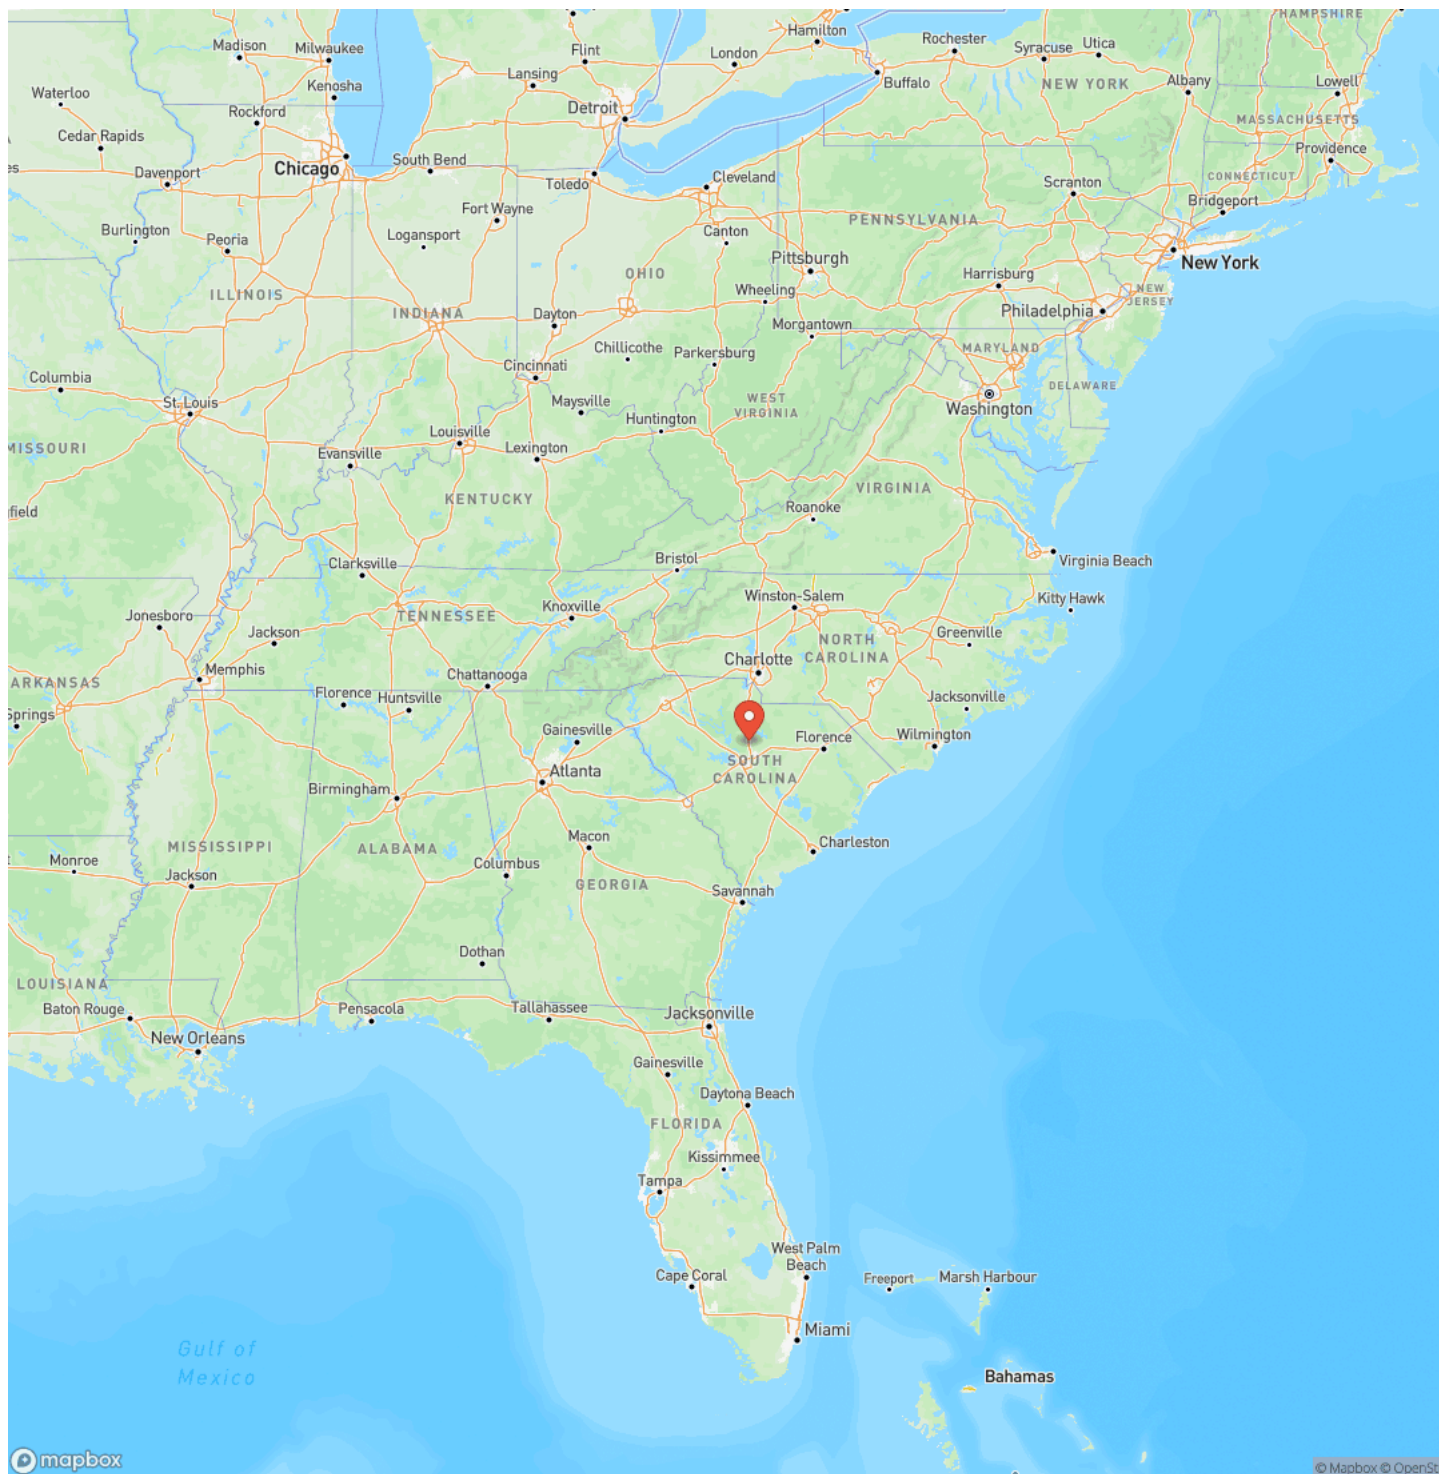 HAMPSHIRE
Hamilton
Rochester
Syracuse
Utica
Madison
Milwaukee
Flint
London
Lansing
Buffalo
NEW YORK
Albany
Lowell
Waterloo
Kenosha
Rockford
Detroit
MASSACHUSETTS
Cedar Rapids
Chicago
South Bend
Providence
es
Davenport
Toledo
Cleveland
Scranton
CONNECTICUT
Bridgeport
Fort Wayne
PENNSYLVANIA
Burlington
Peoria
Logansport
Canton
Pittsburgh
New York
OHIO
Harrisburg
ILLINOIS
Wheeling
NEW
JERSEY
INDIANA
Dayton
Morgantown
Philadelphia
Chillicothe
Parkersburg
MARYLAND
Cincinnati
Columbia
DELAWARE
St. Louis
Maysville
WEST
VIRGINIA
Washington
Huntington
Louisville
MISSOURI
Evansville
Lexington
KENTUCKY
VIRGINIA
field
Roanoke
Clarksville
Bristol
Virginia Beach
Jonesboro
TENNESSEE
Knoxville
Winston-Salem
Kitty Hawk
Jackson
NORTH
CAROLINA
Greenville
Memphis
Charlotte
ARKANSAS
Chattanooga
Florence
Huntsville
Jacksonville
Springs
Gainesville
Florence
Wilmington
SOUTH
CAROLINA
Atlanta
Birmingham
Macon
Charleston
MISSISSIPPI
ALABAMA
t
Monroe
Columbus
Jackson
GEORGIA
Savannah
Dothan
LOUISIANA
Baton Rouge
Pensacola
Tallahassee
Jacksonville
New Orleans
Gainesville
Daytona Beach
FLORIDA
Kissimmee
Tampa
West Palm
Beach
Cape Coral
Freeport
Marsh Harbour
Miami
Gulf of
Mexico
Bahamas
mapbox
© Mapbox © OpenSt